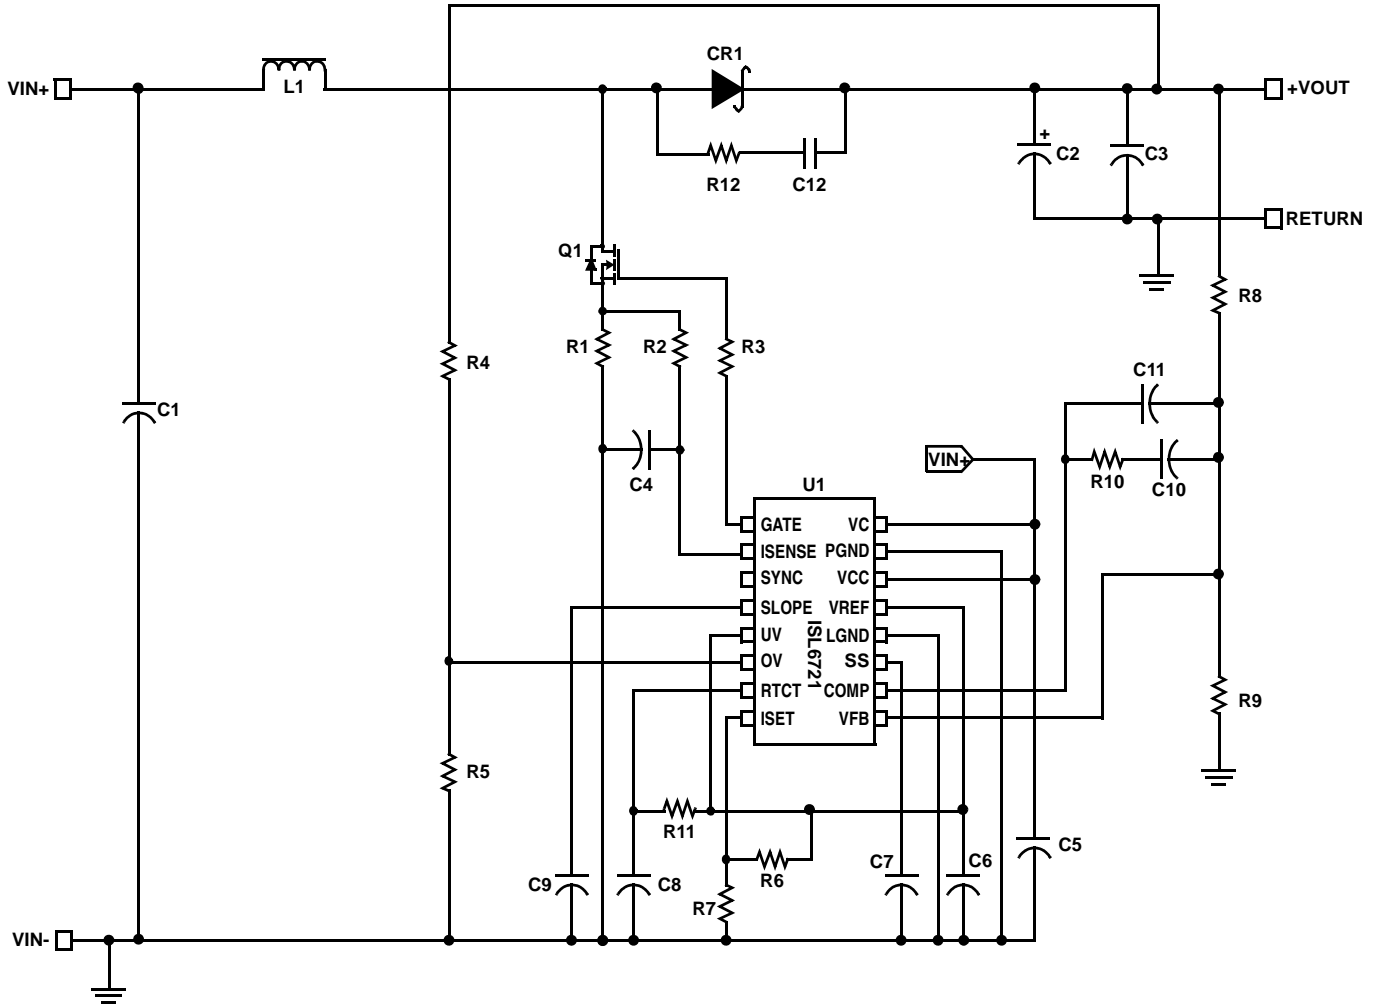 CR1
VIN+
L1
+VOUT
R12
C12
+
C2
C3
RETURN
Q1
R8
R1
R2
R3
R4
C11
C1
VIN+
R10
C10
C4
U1
GATE
VC
ISENSE
PGND
SYNC
VCC
SLOPE
VREF
UV
LGND
OV
SS
RTCT
COMP
ISET
VFB
ISL6721
R9
R5
R11
C5
R6
C7
C6
C9
C8
R7
VIN-